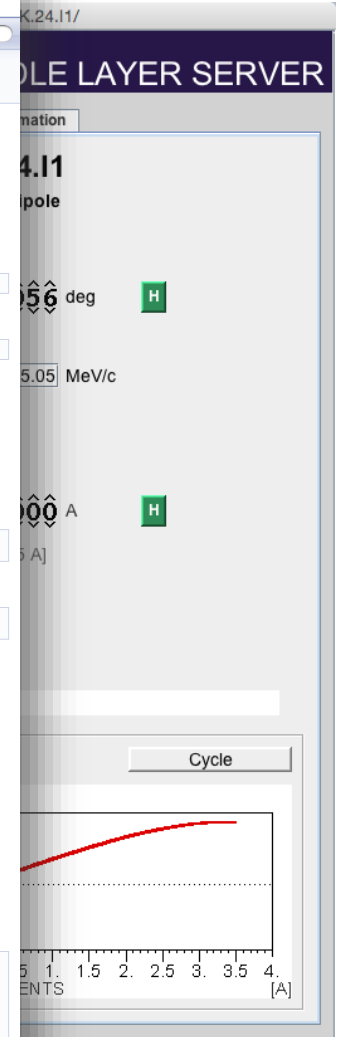 K.24.I1/
OLE LAYER SERVER
mation
4.I1
ipole
056 deg H
5.05 MeV/c
000 A H
5 A]
Cycle
5 1. 1.5 2. 2.5 3. 3.5 4.
ENTS [A]